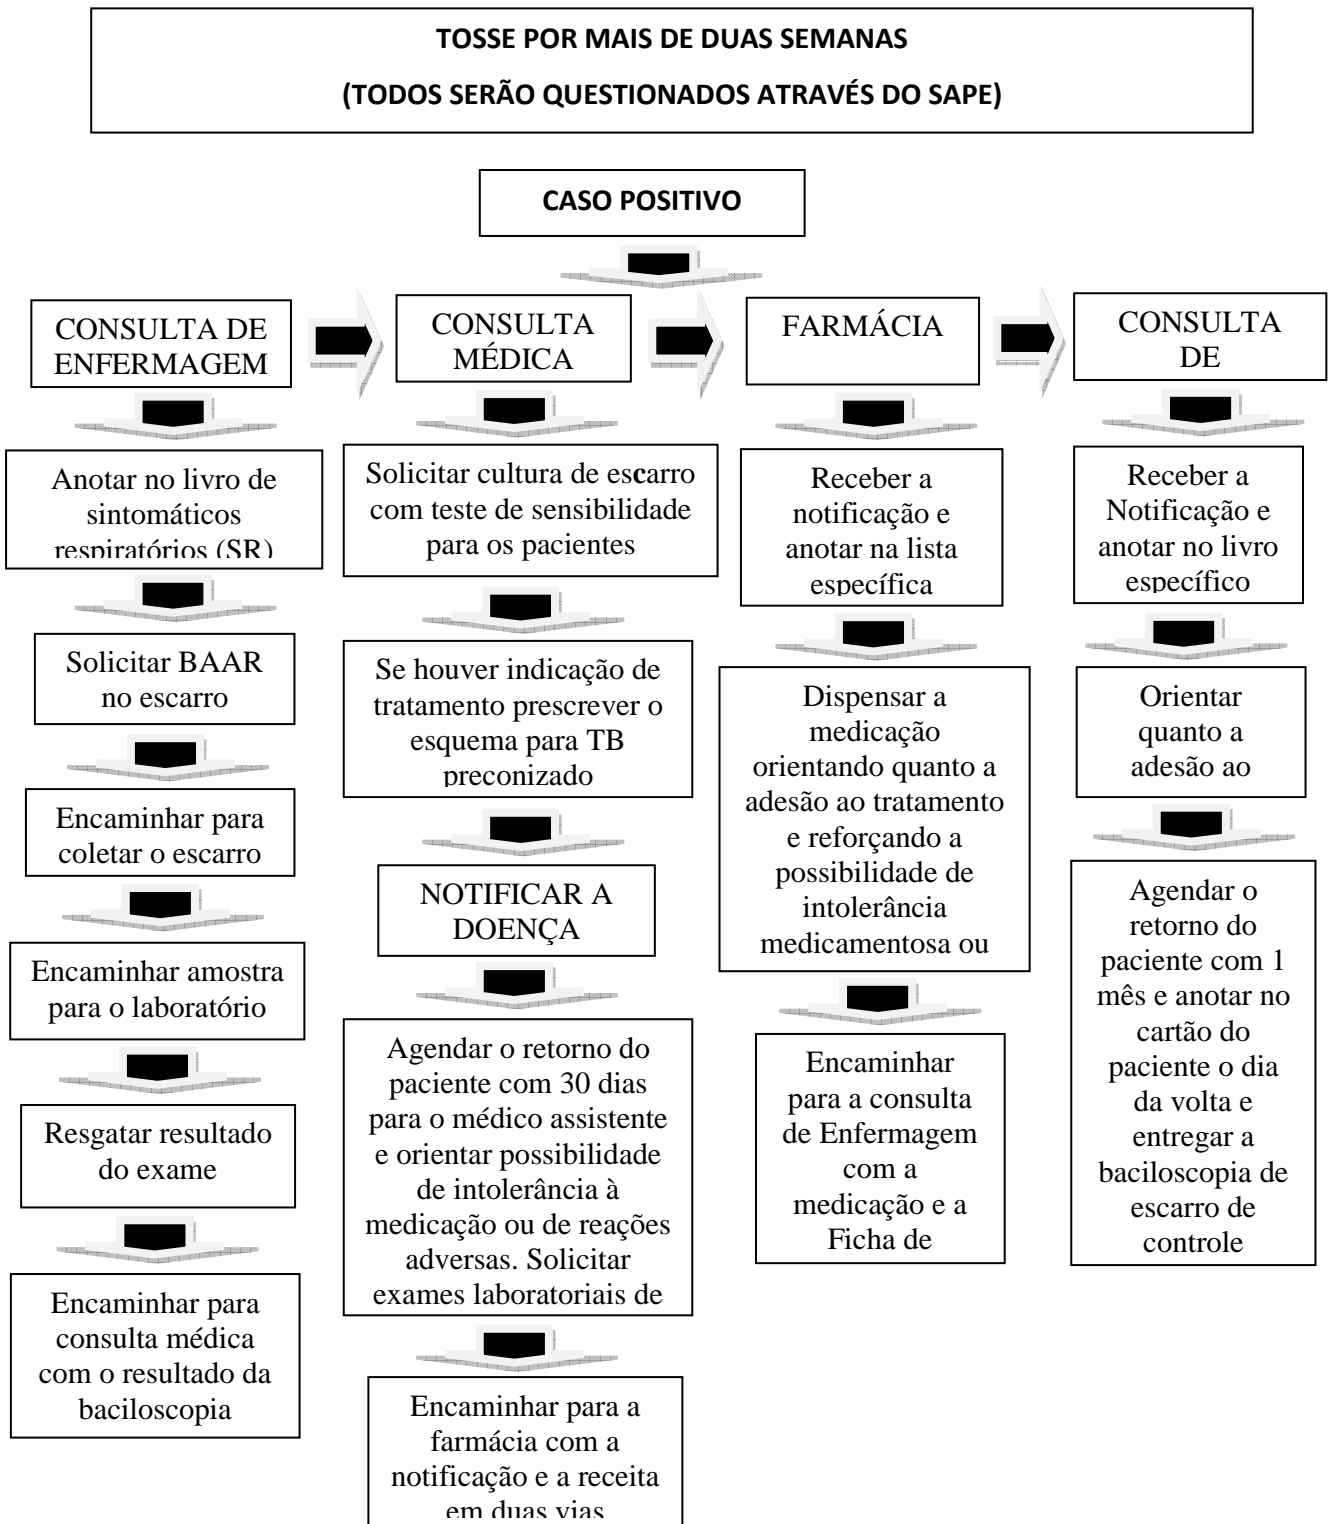 TOSSE POR MAIS DE DUAS SEMANAS
(TODOS SERÃO QUESTIONADOS ATRAVÉS DO SAPE)
CASO POSITIVO
CONSULTA DE
ENFERMAGEM
Anotar no livro de
sintomáticos
respiratórios (SR)
Solicitar BAAR
no escarro
Encaminhar para
coletar o escarro
Encaminhar amostra
para o laboratório
Resgatar resultado
do exame
Encaminhar para
consulta médica
com o resultado da
baciloscopia
CONSULTA
MÉDICA
Solicitar cultura de escarro
com teste de sensibilidade
para os pacientes
Se houver indicação de
tratamento prescrever o
esquema para TB
preconizado
NOTIFICAR A
DOENÇA
Agendar o retorno do
paciente com 30 dias
para o médico assistente
e orientar possibilidade
de intolerância à
medicação ou de reações
adversas. Solicitar
exames laboratoriais de
Encaminhar para a
farmácia com a
notificação e a receita
em duas vias
FARMÁCIA
Receber a
notificação e
anotar na lista
específica
Dispensar a
medicação
orientando quanto a
adesão ao tratamento
e reforçando a
possibilidade de
intolerância
medicamentosa ou
Encaminhar
para a consulta
de Enfermagem
com a
medicação e a
Ficha de
CONSULTA
DE
Receber a
Notificação e
anotar no livro
específico
Orientar
quanto a
adesão ao
Agendar o
retorno do
paciente com 1
mês e anotar no
cartão do
paciente o dia
da volta e
entregar a
baciloscopia de
escarro de
controle